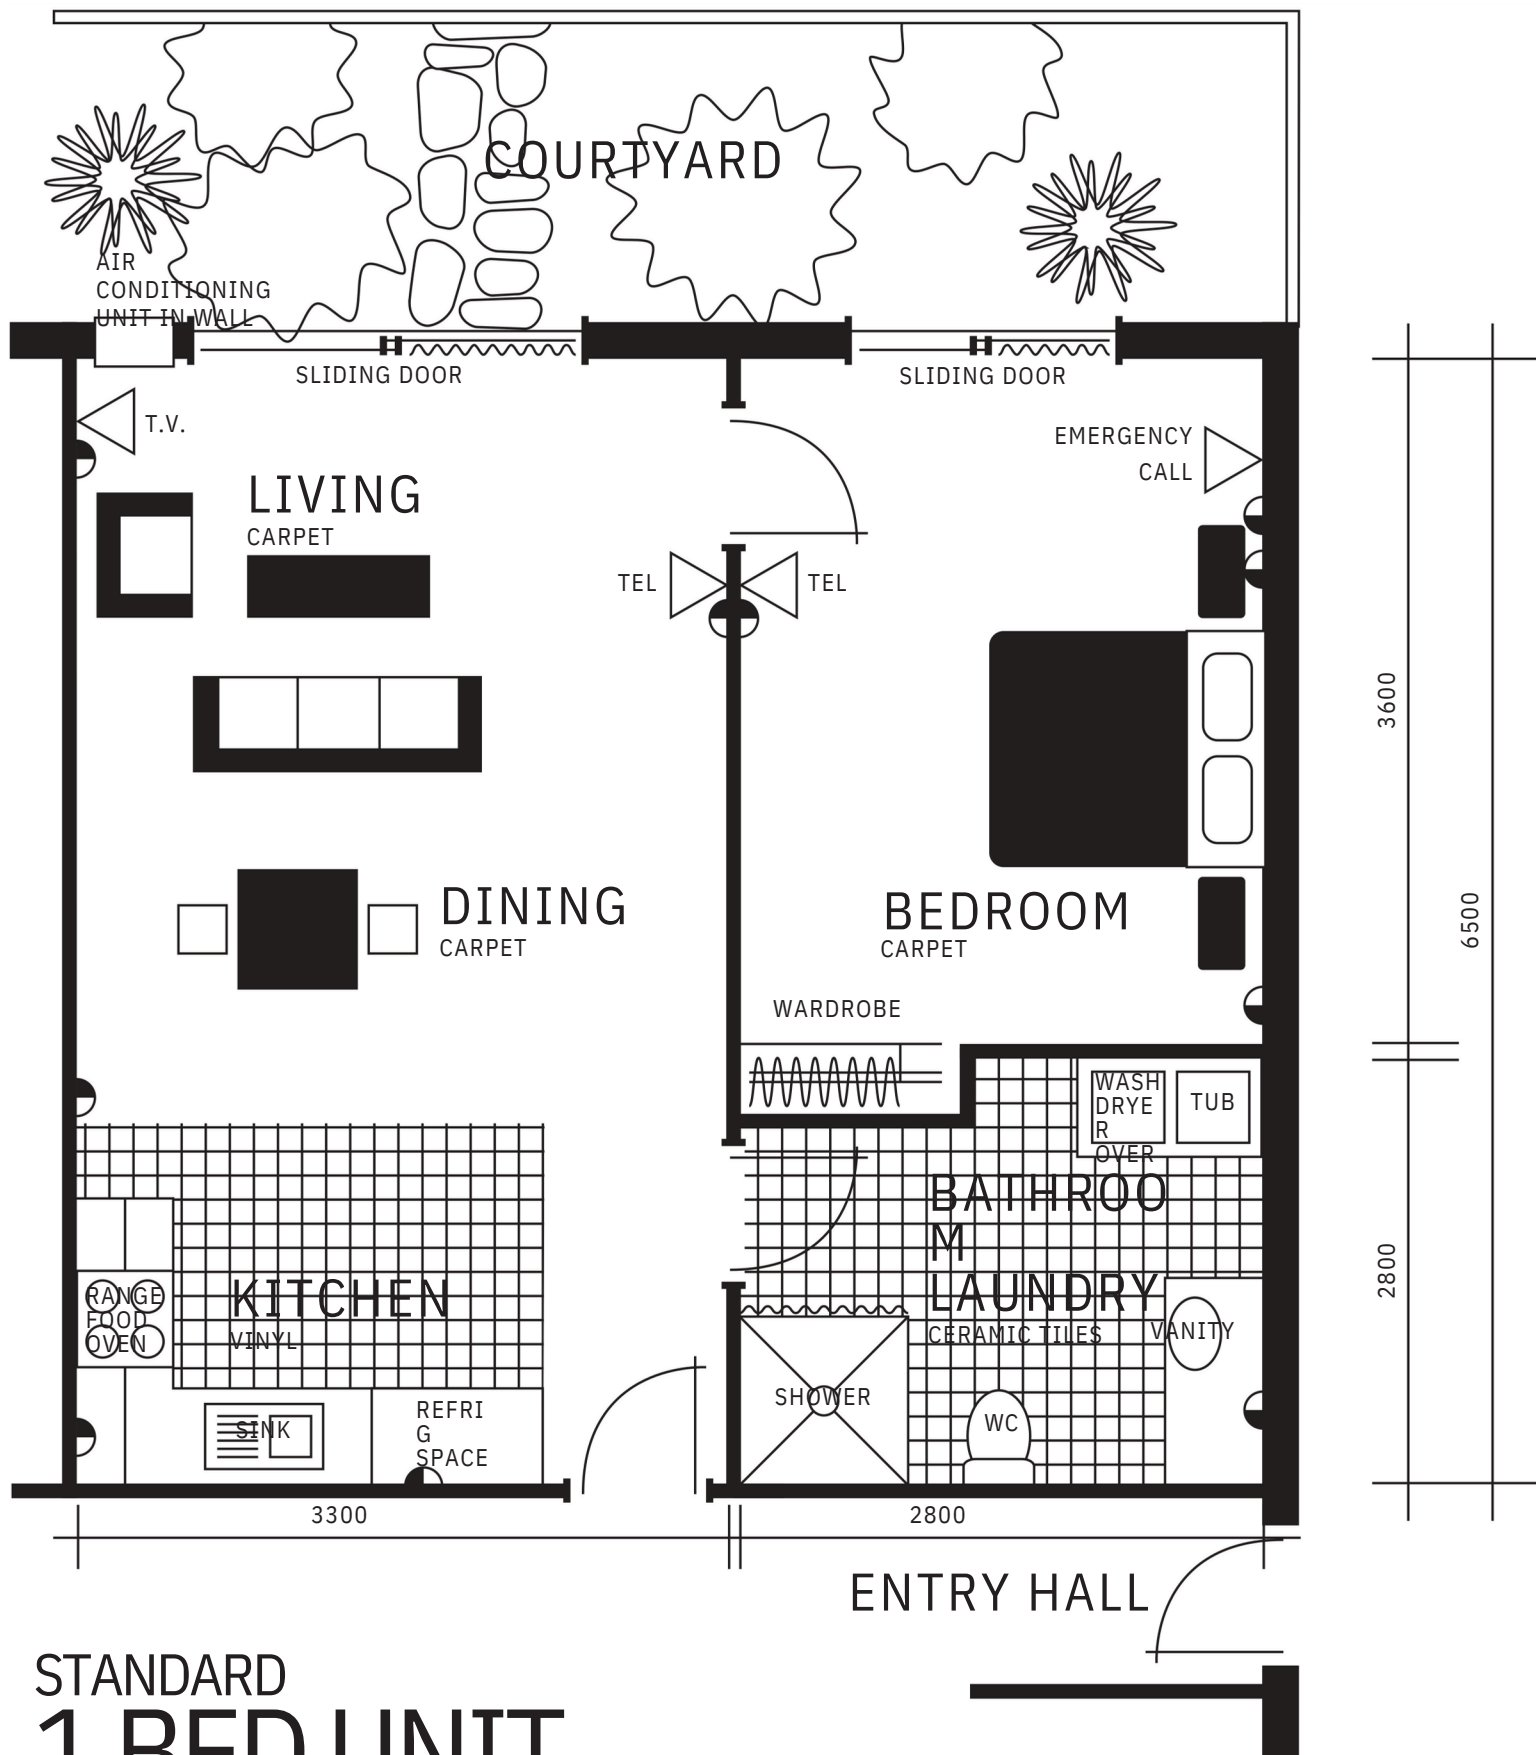 COURTYARD
AIR
CONDITIONING
UNIT IN WALL
SLIDING DOOR
SLIDING DOOR
T.V.
EMERGENCY
CALL
LIVING
CARPET
TEL
TEL
3600
DINING
CARPET
BEDROOM
CARPET
6500
WARDROBE
WASH
DRYE
R
OVER
TUB
BATHROO
M
LAUNDRY
CERAMIC TILES
2800
KITCHEN
VINYL
RANGE
FOOD
OVEN
VANITY
SHOWER
WC
SINK
REFRI
G
SPACE
3300
2800
ENTRY HALL
STANDARD
1 BED UNIT